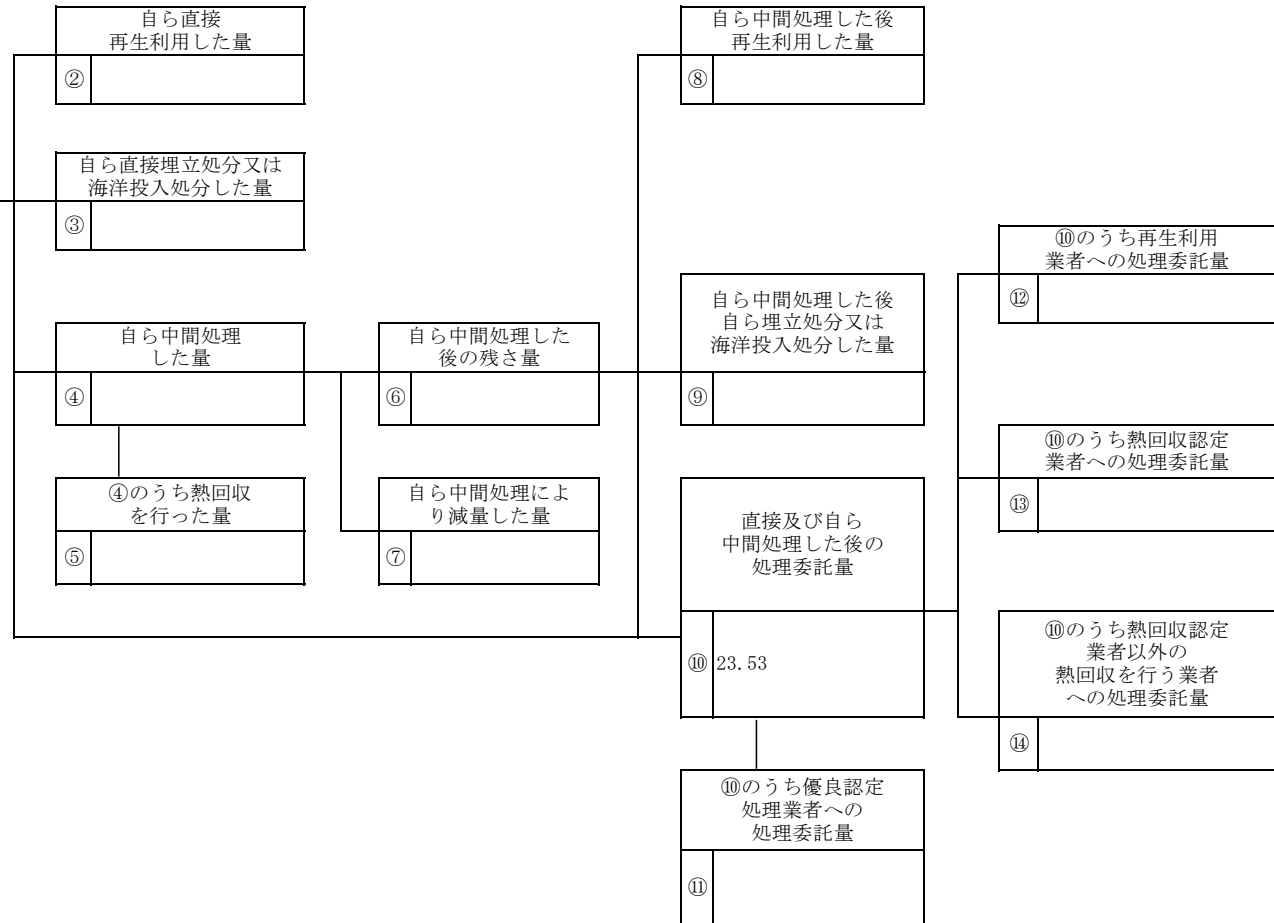 自ら直接
再生利用した量
②
自ら中間処理した後
再生利用した量
⑧
自ら直接埋立処分又は
海洋投入処分した量
③
⑩のうち再生利用
業者への処理委託量
⑫
自ら中間処理
した量
④
自ら中間処理した
後の残さ量
⑥
自ら中間処理した後
自ら埋立処分又は
海洋投入処分した量
⑨
⑩のうち熱回収認定
業者への処理委託量
⑬
④のうち熱回収
を行った量
⑤
自ら中間処理によ
り減量した量
⑦
直接及び自ら
中間処理した後の
処理委託量
⑩ 23.53
⑩のうち熱回収認定
業者以外の
熱回収を行う業者
への処理委託量
⑭
⑩のうち優良認定
処理業者への
処理委託量
⑪